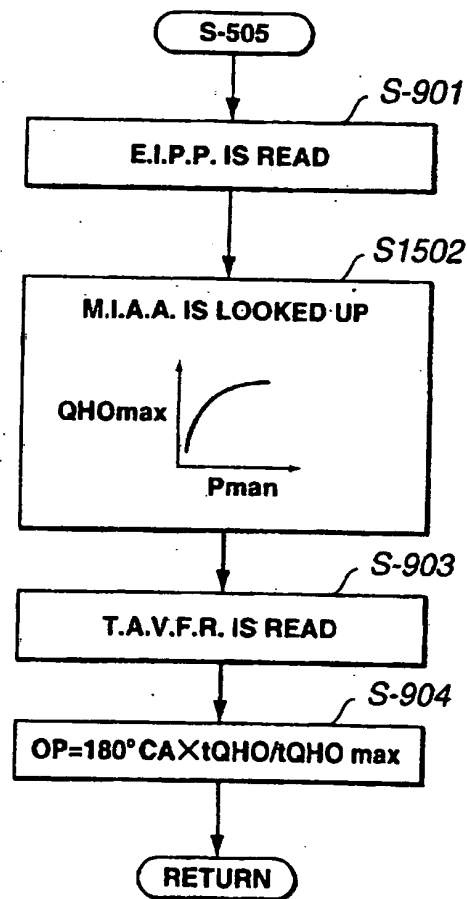 S-505
S-901
E.I.P.P. IS READ
S1502
M.I.A.A. IS LOOKED UP
QHOmax
Pman
S-903
T.A.V.F.R. IS READ
S-904
OP=180° CA×tQHO/tQHO max
RETURN